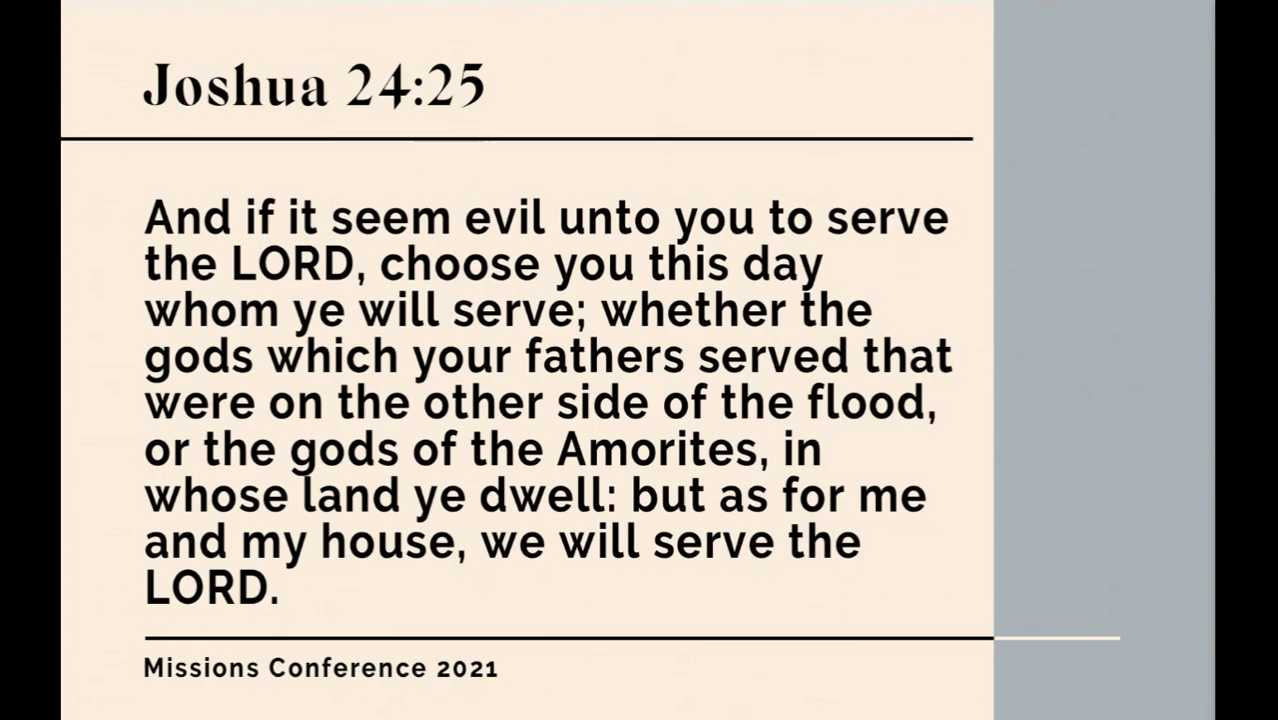 Joshua 24:25
And if it seem evil unto you to serve
the LORD, choose you this day
whom ye will serve; whether the
gods which your fathers served that
were on the other side of the flood,
or the gods of the Amorites, in
whose land ye dwell: but as for me
and my house, we will serve the
LORD.
Missions Conference 2021